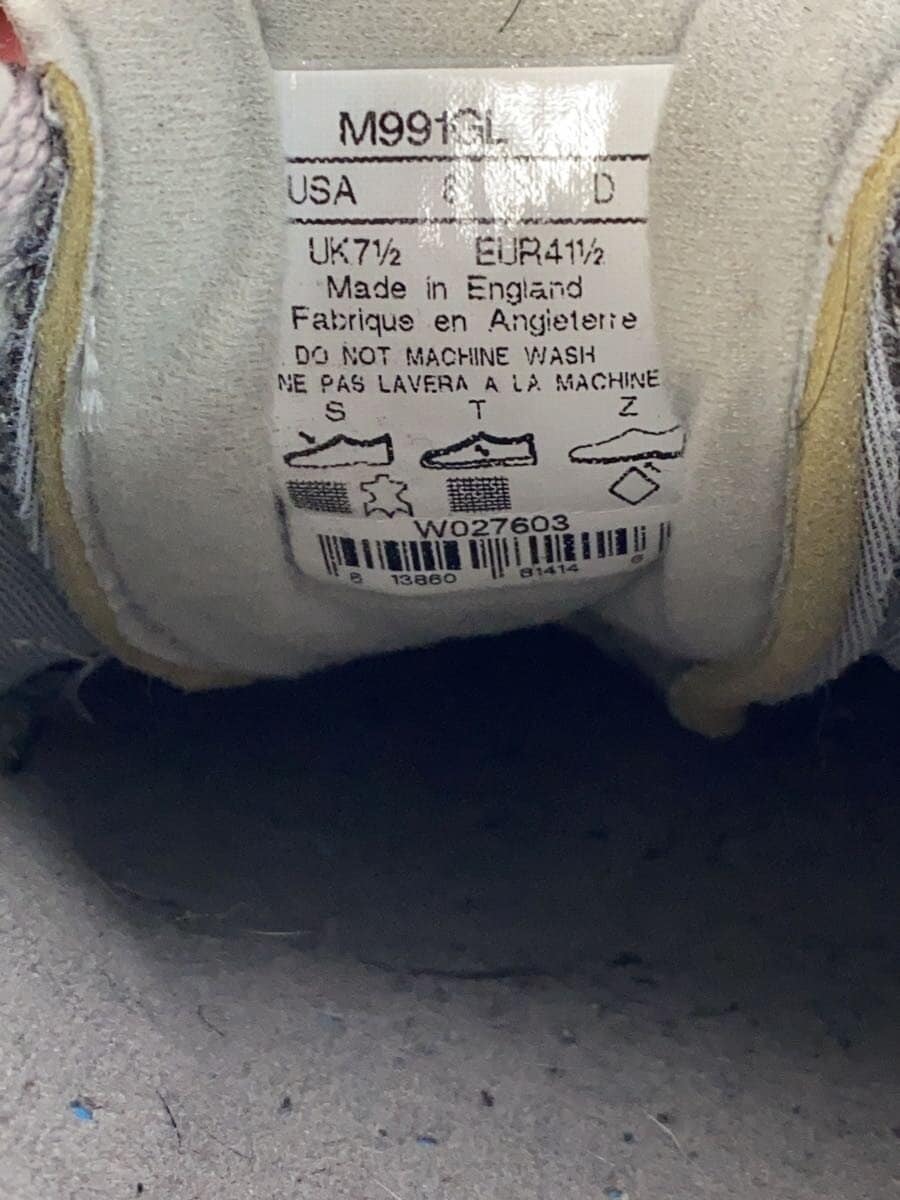 M991GL
USA D
UK7½ EUR41½
Made in England
Fabrique en Angleterre
DO NOT MACHINE WASH
NE PAS LAVERA A LA MACHINE
S T Z
W027603
8 13860 81414 6